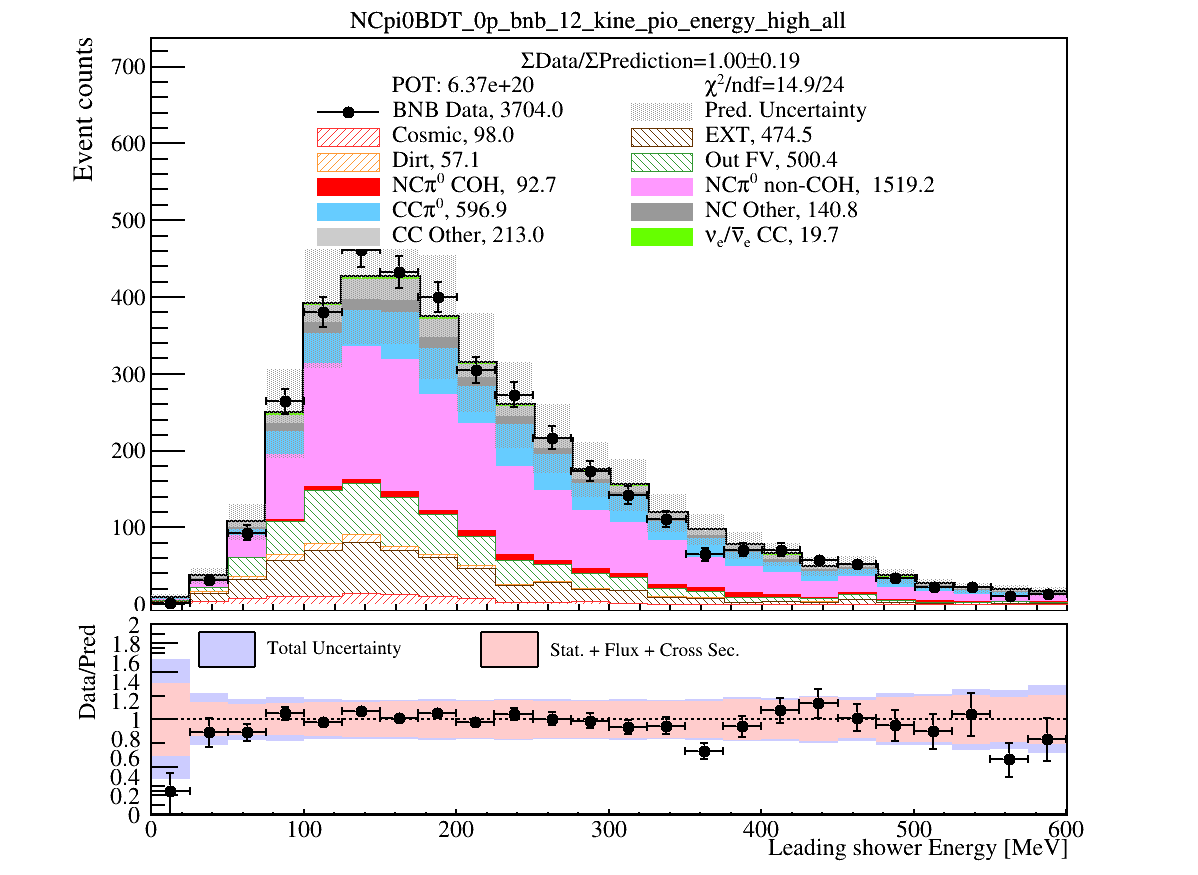 NCpi0BDT_0p_bnb_12_kine_pio_energy_high_all
Event counts
ΣData/ΣPrediction=1.00±0.19
POT: 6.37e+20
χ²/ndf=14.9/24
BNB Data, 3704.0
Pred. Uncertainty
Cosmic, 98.0
EXT, 474.5
Dirt, 57.1
Out FV, 500.4
NCπ⁰ COH, 92.7
NCπ⁰ non-COH, 1519.2
CCπ⁰, 596.9
NC Other, 140.8
CC Other, 213.0
νₑ/ν̅ₑ CC, 19.7
700
600
500
400
300
200
100
0
Data/Pred
Total Uncertainty
Stat. + Flux + Cross Sec.
2
1.8
1.6
1.4
1.2
1
0.8
0.6
0.4
0.2
0
0 100 200 300 400 500 600
Leading shower Energy [MeV]